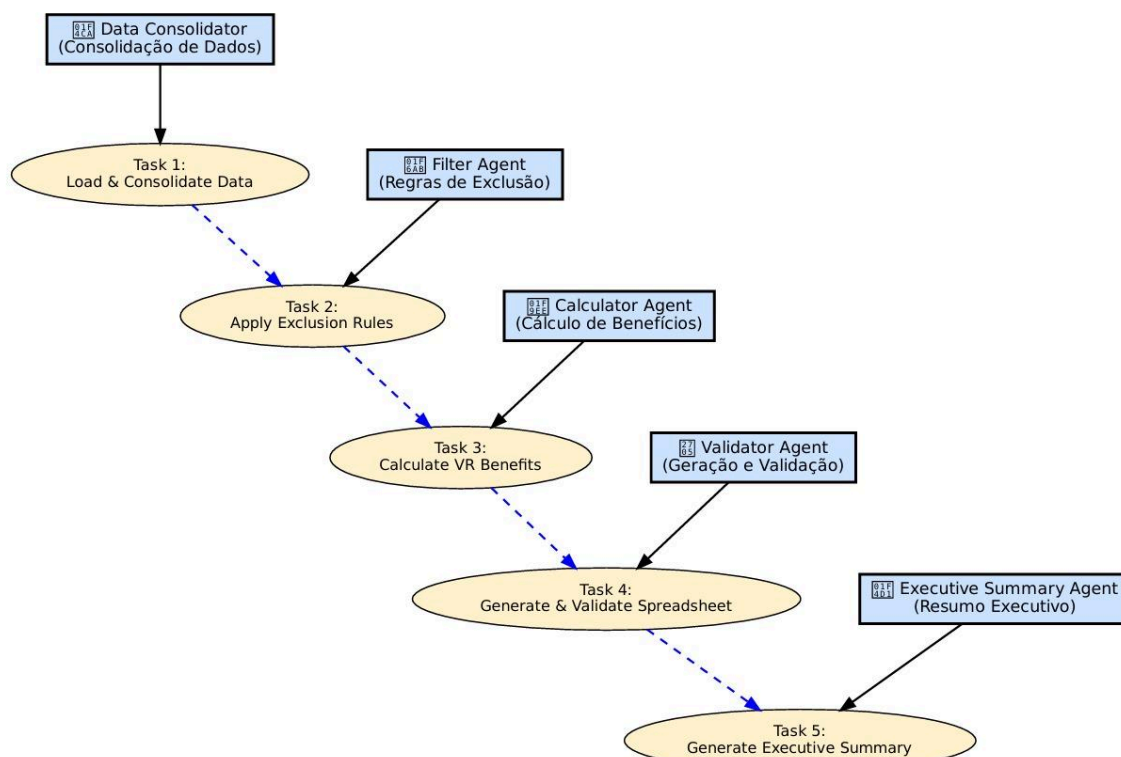 Data Consolidator
(Consolidação de Dados)
Task 1:
Load & Consolidate Data
Filter Agent
(Regras de Exclusão)
Task 2:
Apply Exclusion Rules
Calculator Agent
(Cálculo de Benefícios)
Task 3:
Calculate VR Benefits
Validator Agent
(Geração e Validação)
Task 4:
Generate & Validate Spreadsheet
Executive Summary Agent
(Resumo Executivo)
Task 5:
Generate Executive Summary